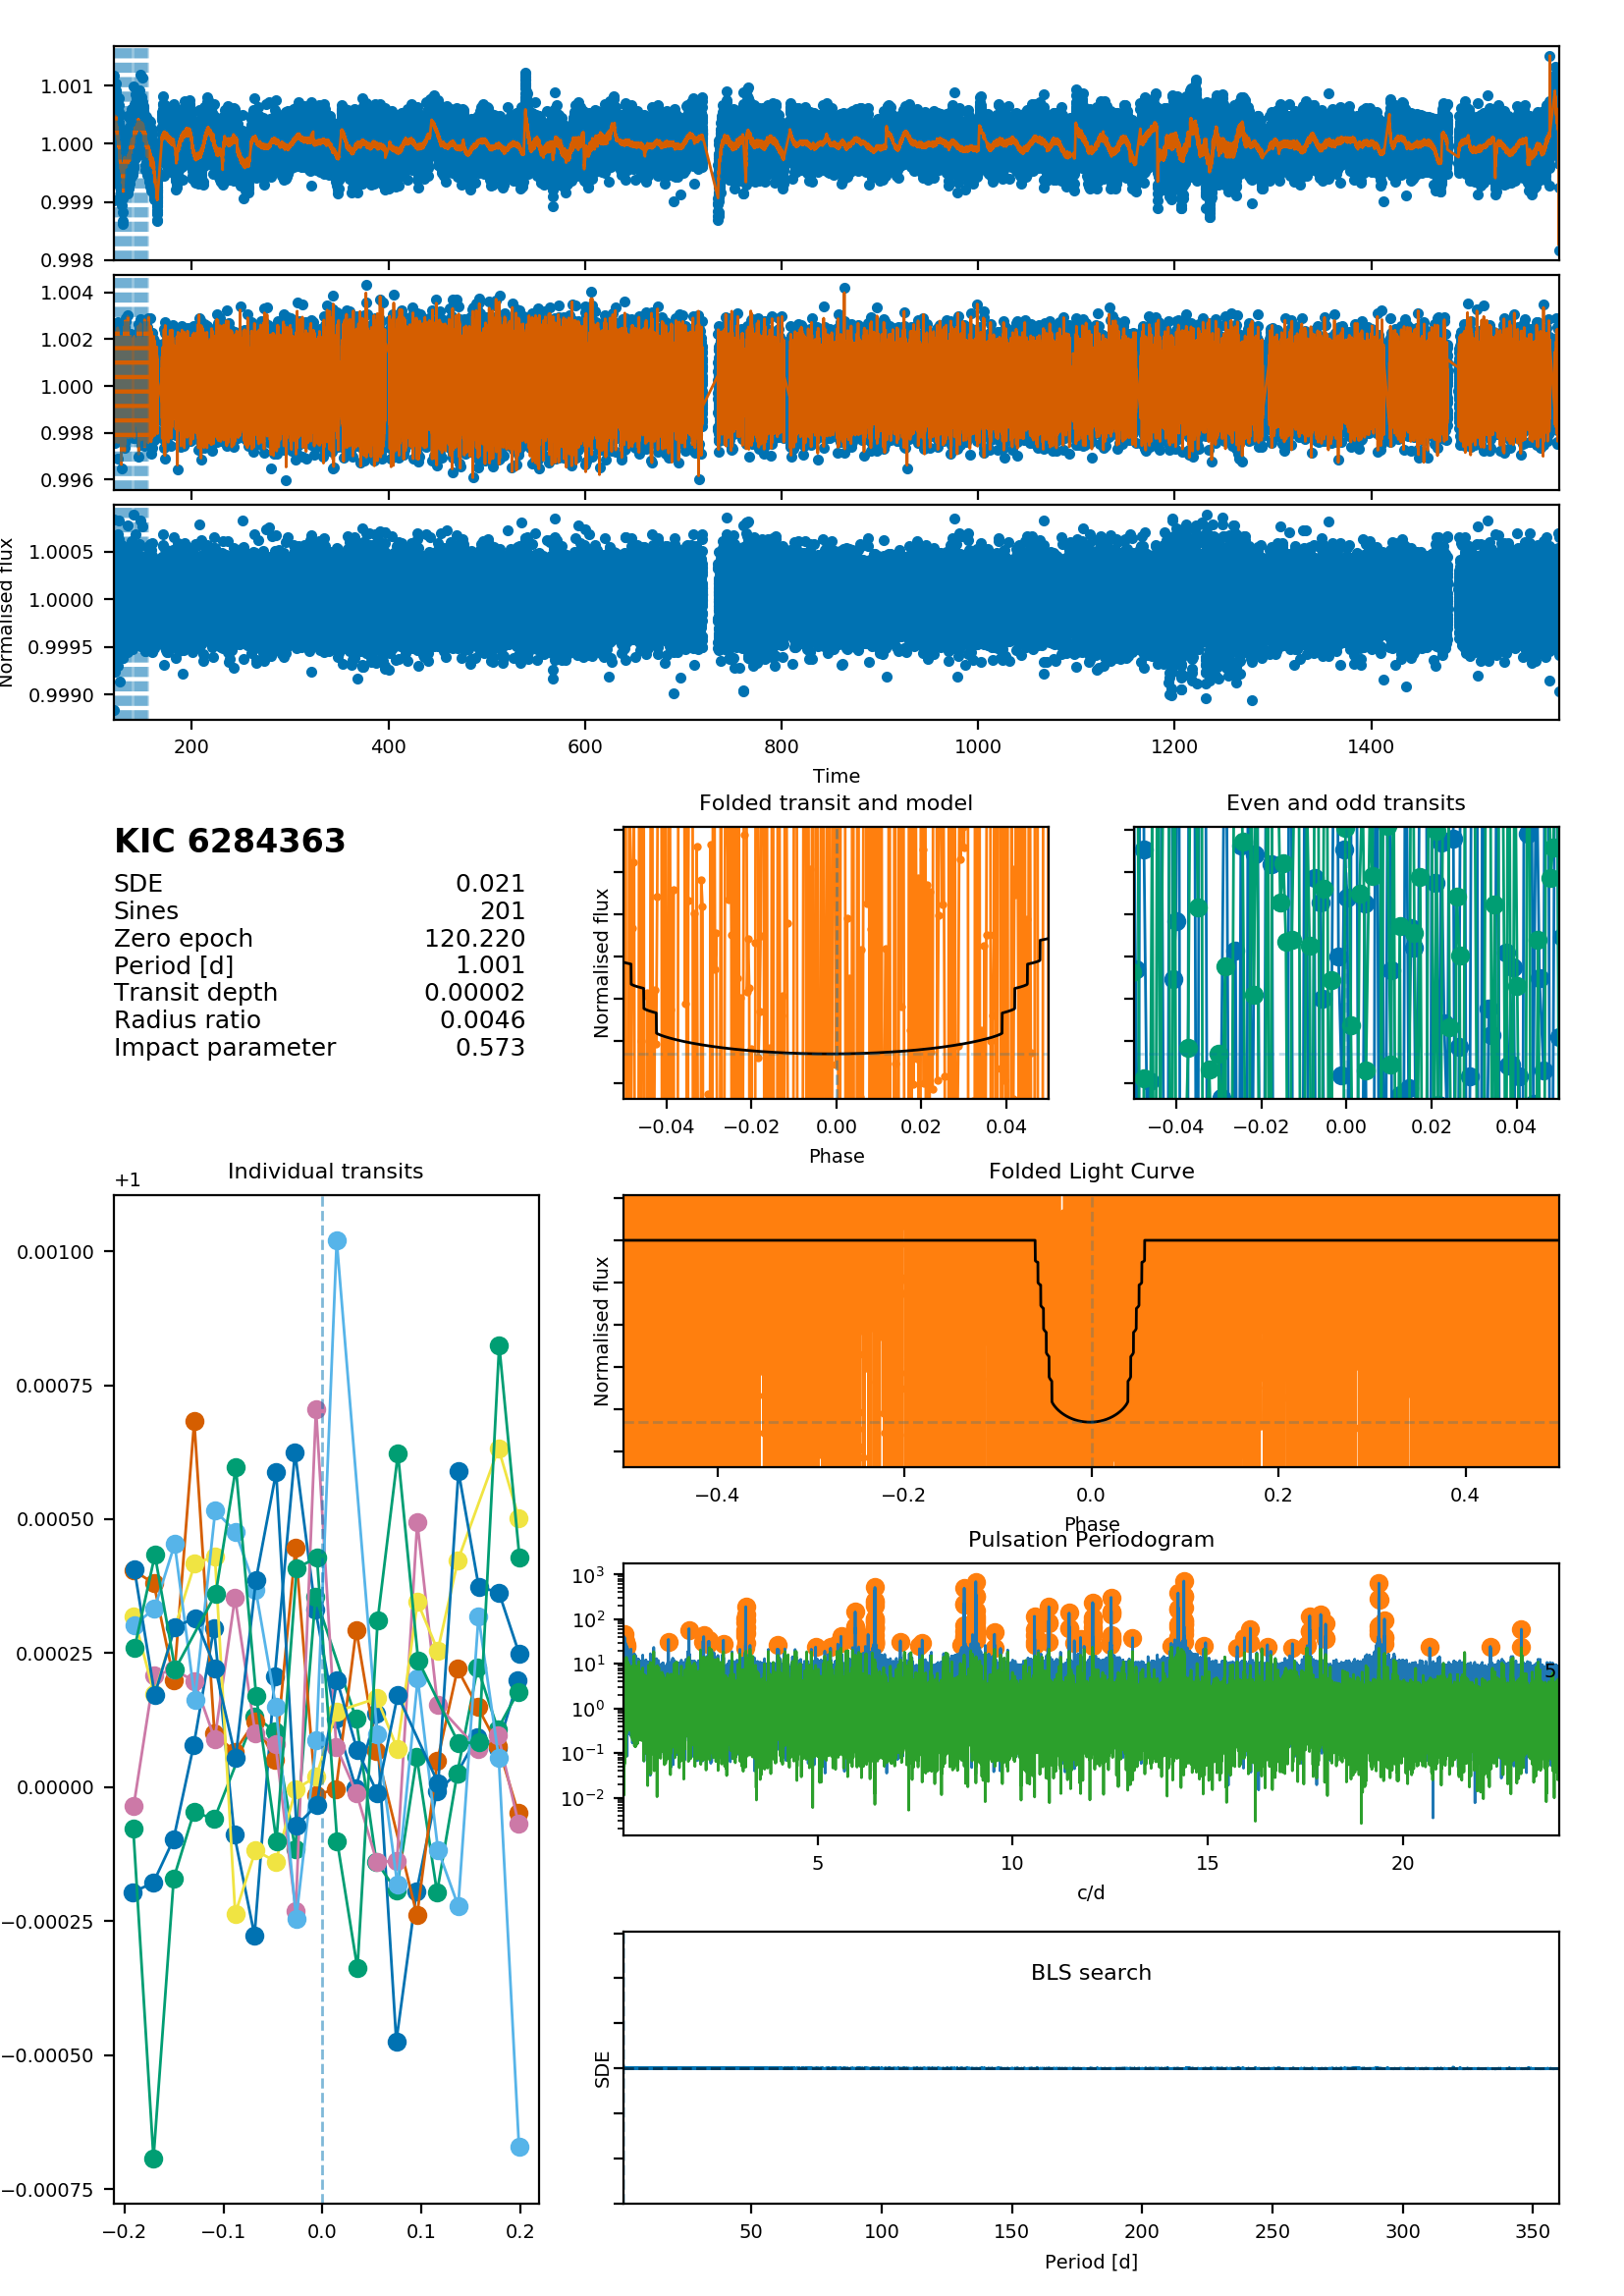 1.001
1.000
0.999
0.998
1.004
1.002
1.000
0.998
0.996
1.0005
1.0000
0.9995
0.9990
Normalised flux
200 400 600 800 1000 1200 1400
Time
KIC 6284363
SDE 0.021
Sines 201
Zero epoch 120.220
Period [d] 1.001
Transit depth 0.00002
Radius ratio 0.0046
Impact parameter 0.573
Folded transit and model
Normalised flux
−0.04 −0.02 0.00 0.02 0.04
Phase
Even and odd transits
−0.04 −0.02 0.00 0.02 0.04
Individual transits
+1
0.00100
0.00075
0.00050
0.00025
0.00000
−0.00025
−0.00050
−0.00075
−0.2 −0.1 0.0 0.1 0.2
Folded Light Curve
Normalised flux
−0.4 −0.2 0.0 0.2 0.4
Phase
Pulsation Periodogram
10³
10²
10¹
10⁰
10⁻¹
10⁻²
5
5 10 15 20
c/d
BLS search
SDE
50 100 150 200 250 300 350
Period [d]